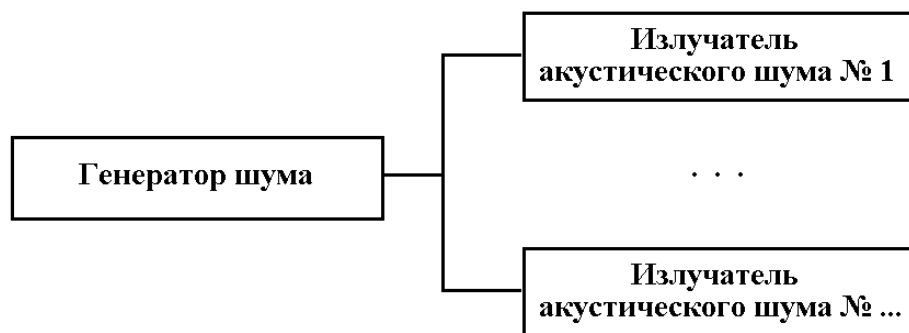 Излучатель
акустического шума № 1
Генератор шума
. . .
Излучатель
акустического шума № ...